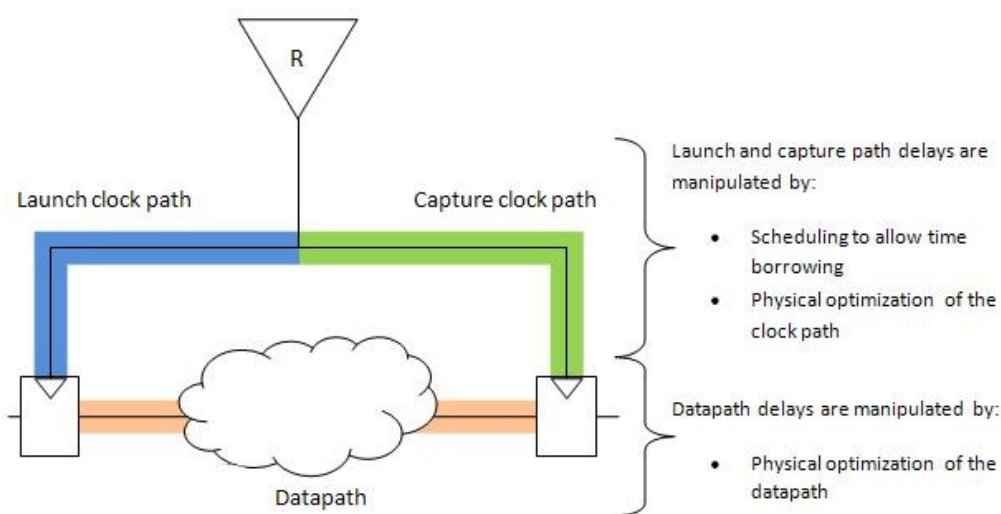 R
Launch clock path
Capture clock path
Launch and capture path delays are
manipulated by:
• Scheduling to allow time
borrowing
• Physical optimization of the
clock path
Datapath
Datapath delays are manipulated by:
• Physical optimization of the
datapath